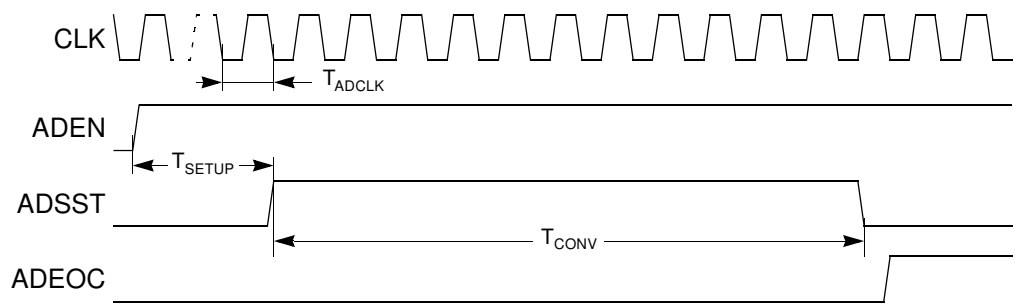 CLK
T_ADCLK
ADEN
T_SETUP
ADSST
T_CONV
ADEOC